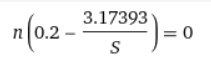 n(0.2 − 3.17393/S) = 0